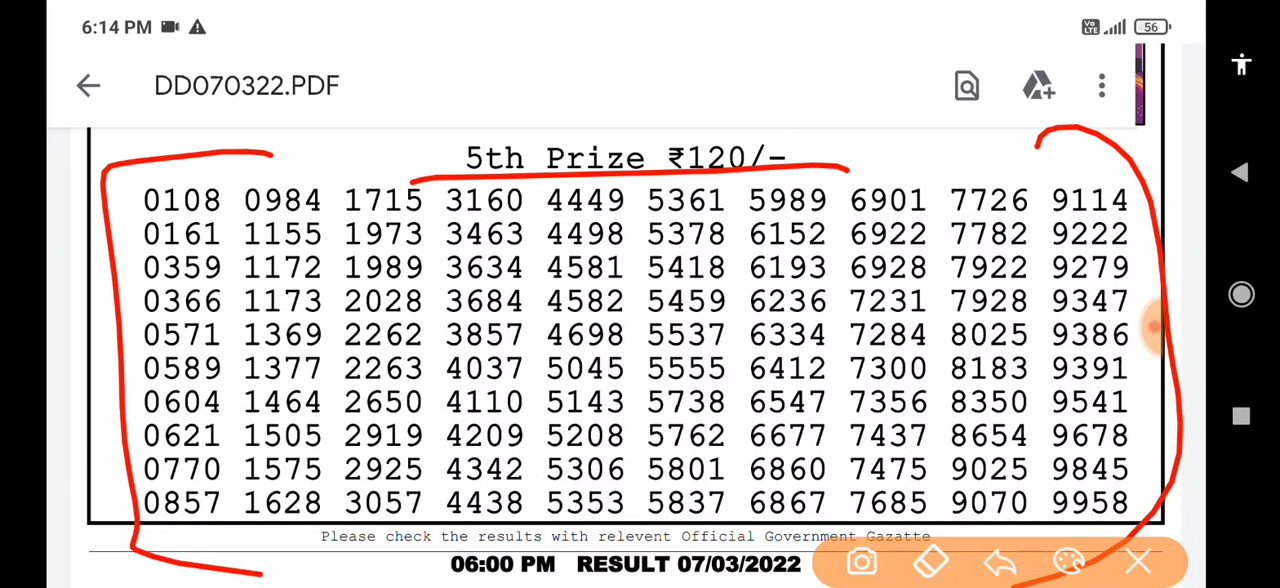 6:14 PM
Vo LTE
56
DD070322.PDF
5th Prize ₹120/-
0108 0984 1715 3160 4449 5361 5989 6901 7726 9114
0161 1155 1973 3463 4498 5378 6152 6922 7782 9222
0359 1172 1989 3634 4581 5418 6193 6928 7922 9279
0366 1173 2028 3684 4582 5459 6236 7231 7928 9347
0571 1369 2262 3857 4698 5537 6334 7284 8025 9386
0589 1377 2263 4037 5045 5555 6412 7300 8183 9391
0604 1464 2650 4110 5143 5738 6547 7356 8350 9541
0621 1505 2919 4209 5208 5762 6677 7437 8654 9678
0770 1575 2925 4342 5306 5801 6860 7475 9025 9845
0857 1628 3057 4438 5353 5837 6867 7685 9070 9958
Please check the results with relevent Official Government Gazatte
06:00 PM RESULT 07/03/2022